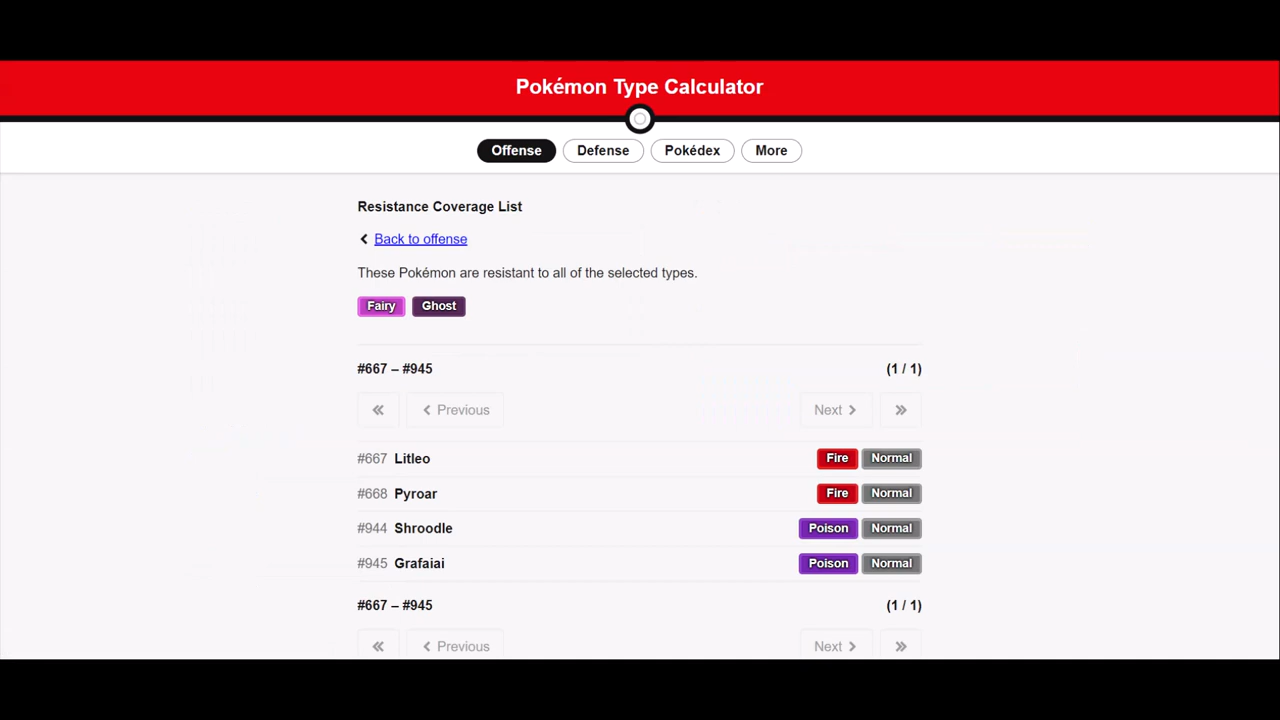 Pokémon Type Calculator
Offense Defense Pokédex More
Resistance Coverage List
Back to offense
These Pokémon are resistant to all of the selected types.
Fairy Ghost
#667 – #945 (1 / 1)
« Previous Next »
#667 Litleo Fire Normal
#668 Pyroar Fire Normal
#944 Shroodle Poison Normal
#945 Grafaiai Poison Normal
#667 – #945 (1 / 1)
« Previous Next »